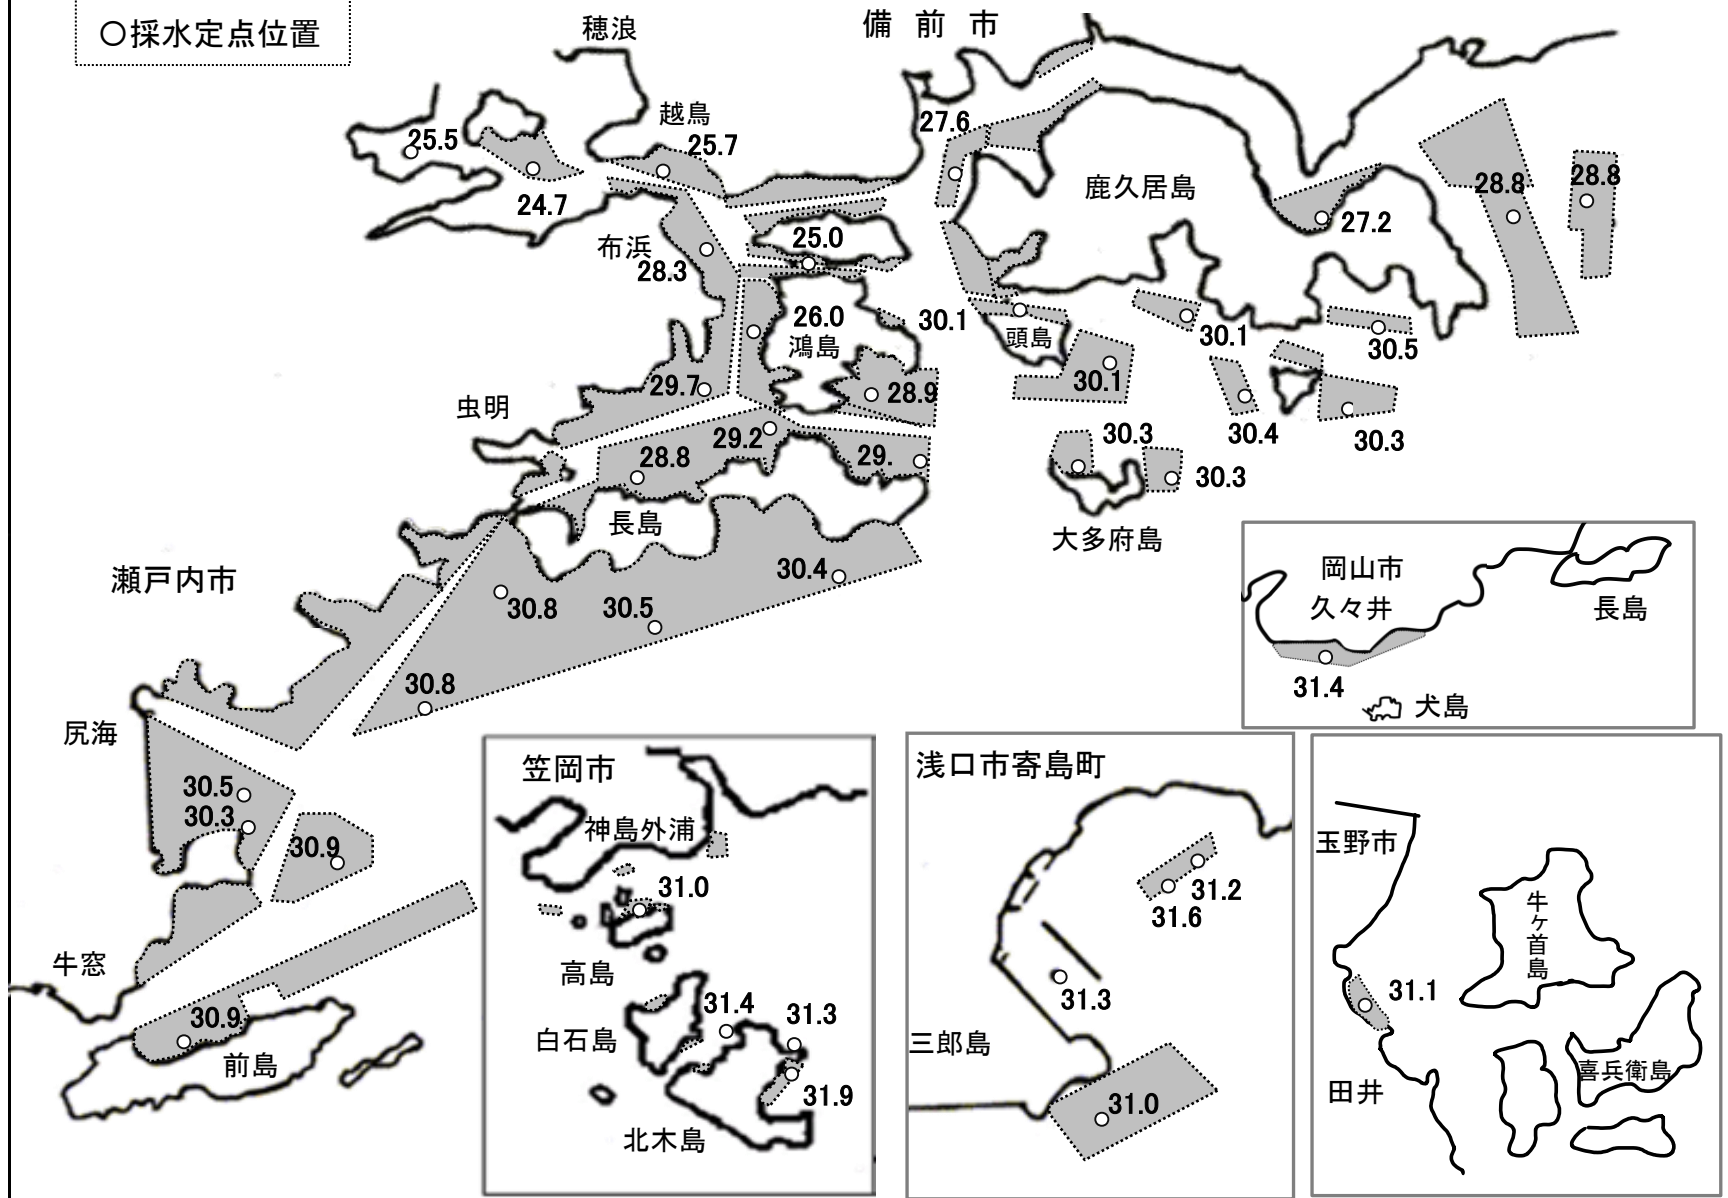 ○採水定点位置
穂浪
備前市
越鳥
25.5
25.7
27.6
24.7
鹿久居島
28.8
28.8
布浜
28.3
25.0
27.2
26.0
鴻島
30.1
頭島
30.1
30.5
29.7
28.9
30.1
虫明
29.2
28.8
29.
30.3
30.4
30.3
30.3
長島
大多府島
瀬戸内市
30.4
30.8
30.5
30.8
尻海
30.5
30.3
30.9
牛窓
30.9
前島
岡山市
久々井
長島
31.4
犬島
笠岡市
神島外浦
31.0
高島
31.4
31.3
白石島
31.9
北木島
浅口市寄島町
31.2
31.6
31.3
三郎島
31.0
玉野市
牛ヶ首島
31.1
喜兵衛島
田井